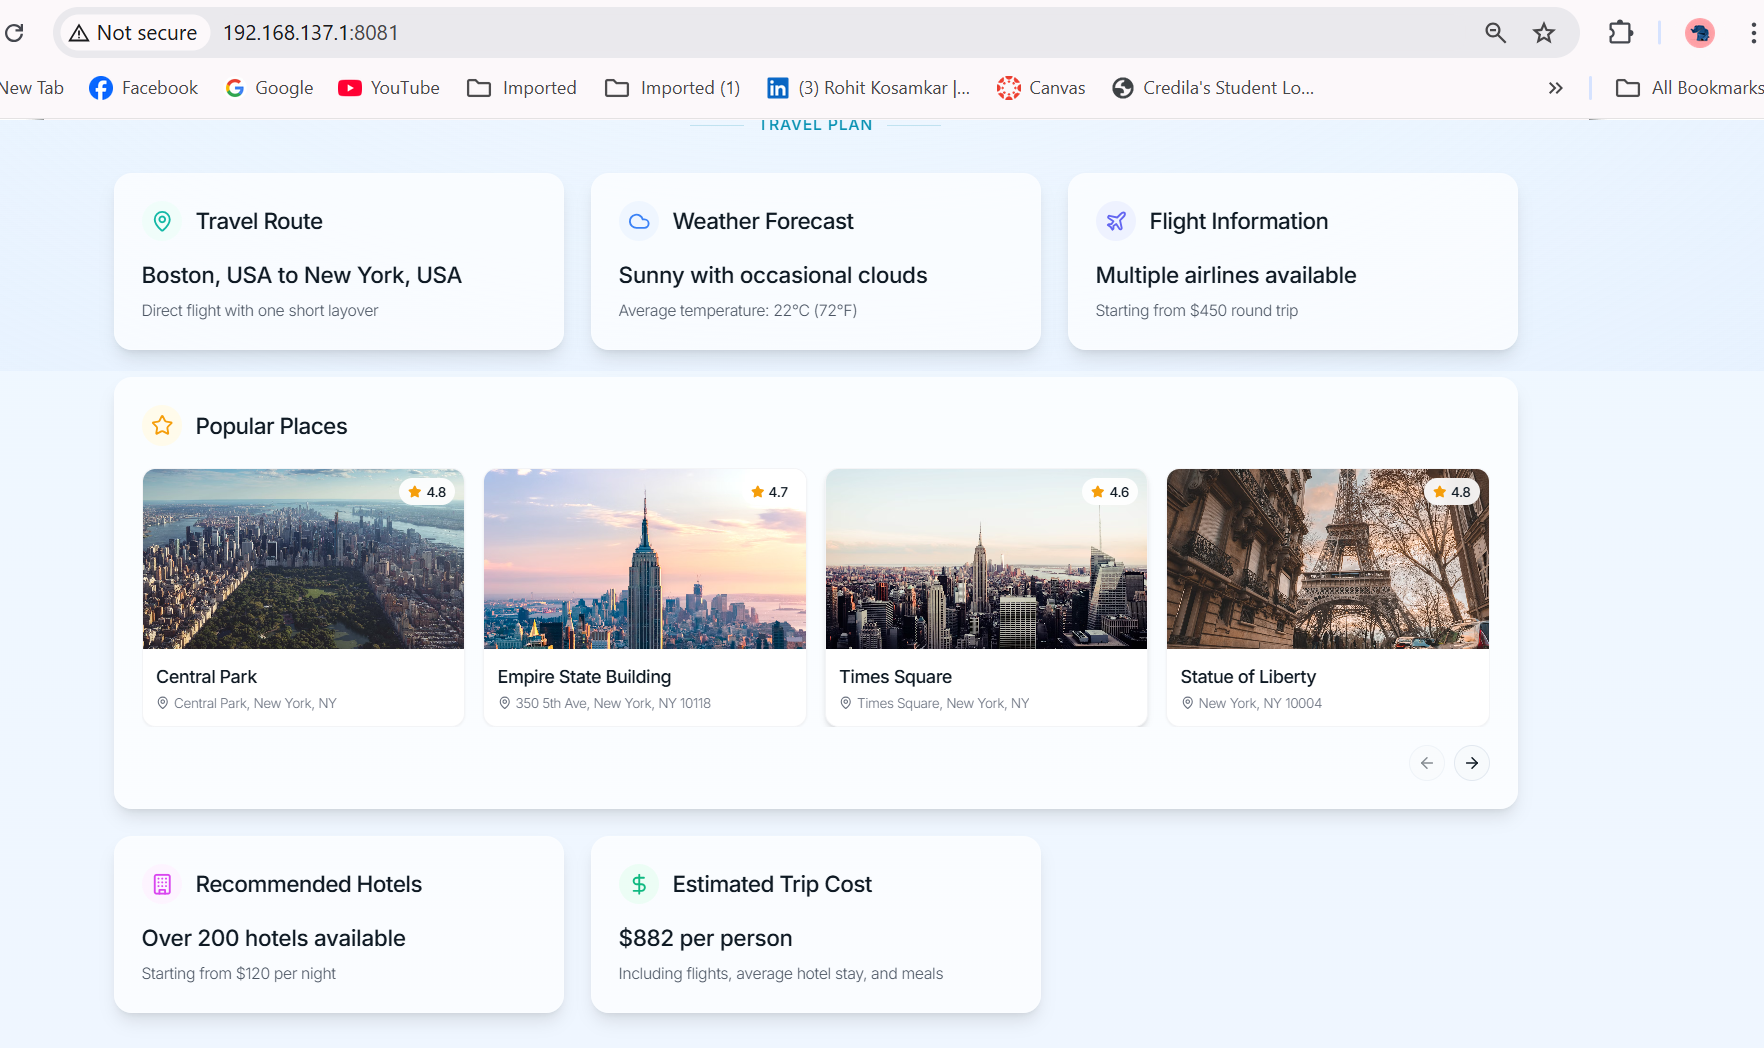 Not secure 192.168.137.1:8081
New Tab Facebook Google YouTube Imported Imported (1) (3) Rohit Kosamkar |... Canvas Credila's Student Lo... » All Bookmarks
TRAVEL PLAN
Travel Route
Boston, USA to New York, USA
Direct flight with one short layover
Weather Forecast
Sunny with occasional clouds
Average temperature: 22°C (72°F)
Flight Information
Multiple airlines available
Starting from $450 round trip
Popular Places
4.8
Central Park
Central Park, New York, NY
4.7
Empire State Building
350 5th Ave, New York, NY 10118
4.6
Times Square
Times Square, New York, NY
4.8
Statue of Liberty
New York, NY 10004
Recommended Hotels
Over 200 hotels available
Starting from $120 per night
Estimated Trip Cost
$882 per person
Including flights, average hotel stay, and meals